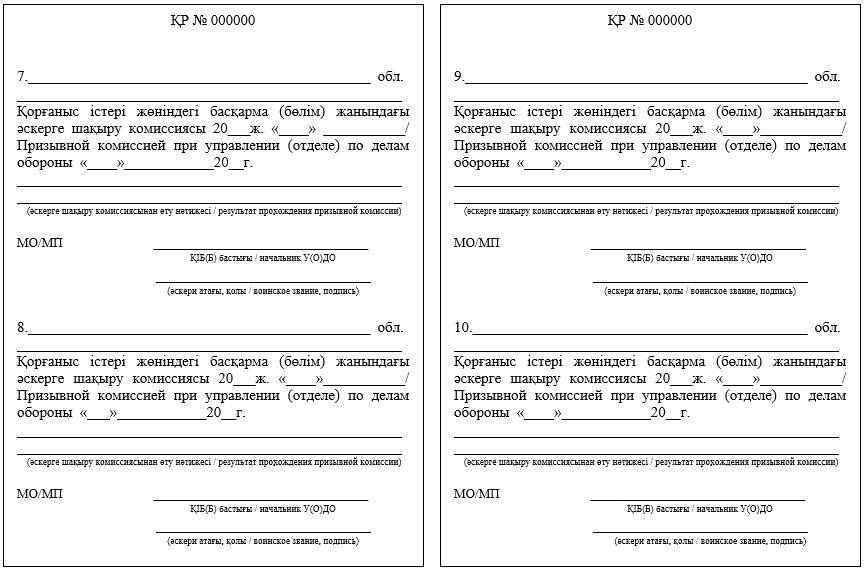 ҚР № 000000
7.______________________________________________ обл.
Қорғаныс істері жөніндегі басқарма (бөлім) жанындағы
әскерге шақыру комиссиясы 20___ж. «____» ___________/
Призывной комиссией при управлении (отделе) по делам
обороны «____»____________20__г.
(әскерге шақыру комиссиясынан өту нәтижесі / результат прохождения призывной комиссии)
МО/МП
ҚІБ(Б) бастығы / начальник У(О)ДО
(әскери атағы, қолы / воинское звание, подпись)
8.______________________________________________ обл.
Қорғаныс істері жөніндегі басқарма (бөлім) жанындағы
әскерге шақыру комиссиясы 20___ж. «____»___________/
Призывной комиссией при управлении (отделе) по делам
обороны «___»____________20__г.
(әскерге шақыру комиссиясынан өту нәтижесі / результат прохождения призывной комиссии)
МО/МП
ҚІБ(Б) бастығы / начальник У(О)ДО
(әскери атағы, қолы / воинское звание, подпись)
ҚР № 000000
9.______________________________________________ обл.
Қорғаныс істері жөніндегі басқарма (бөлім) жанындағы
әскерге шақыру комиссиясы 20___ж. «____»___________/
Призывной комиссией при управлении (отделе) по делам
обороны «____»____________20__г.
(әскерге шақыру комиссиясынан өту нәтижесі / результат прохождения призывной комиссии)
МО/МП
ҚІБ(Б) бастығы / начальник У(О)ДО
(әскери атағы, қолы / воинское звание, подпись)
10._____________________________________________ обл.
Қорғаныс істері жөніндегі басқарма (бөлім) жанындағы
әскерге шақыру комиссиясы 20___ж. «____»___________/
Призывной комиссией при управлении (отделе) по делам
обороны «____»____________20__г.
(әскерге шақыру комиссиясынан өту нәтижесі / результат прохождения призывной комиссии)
МО/МП
ҚІБ(Б) бастығы / начальник У(О)ДО
(әскери атағы, қолы / воинское звание, подпись)